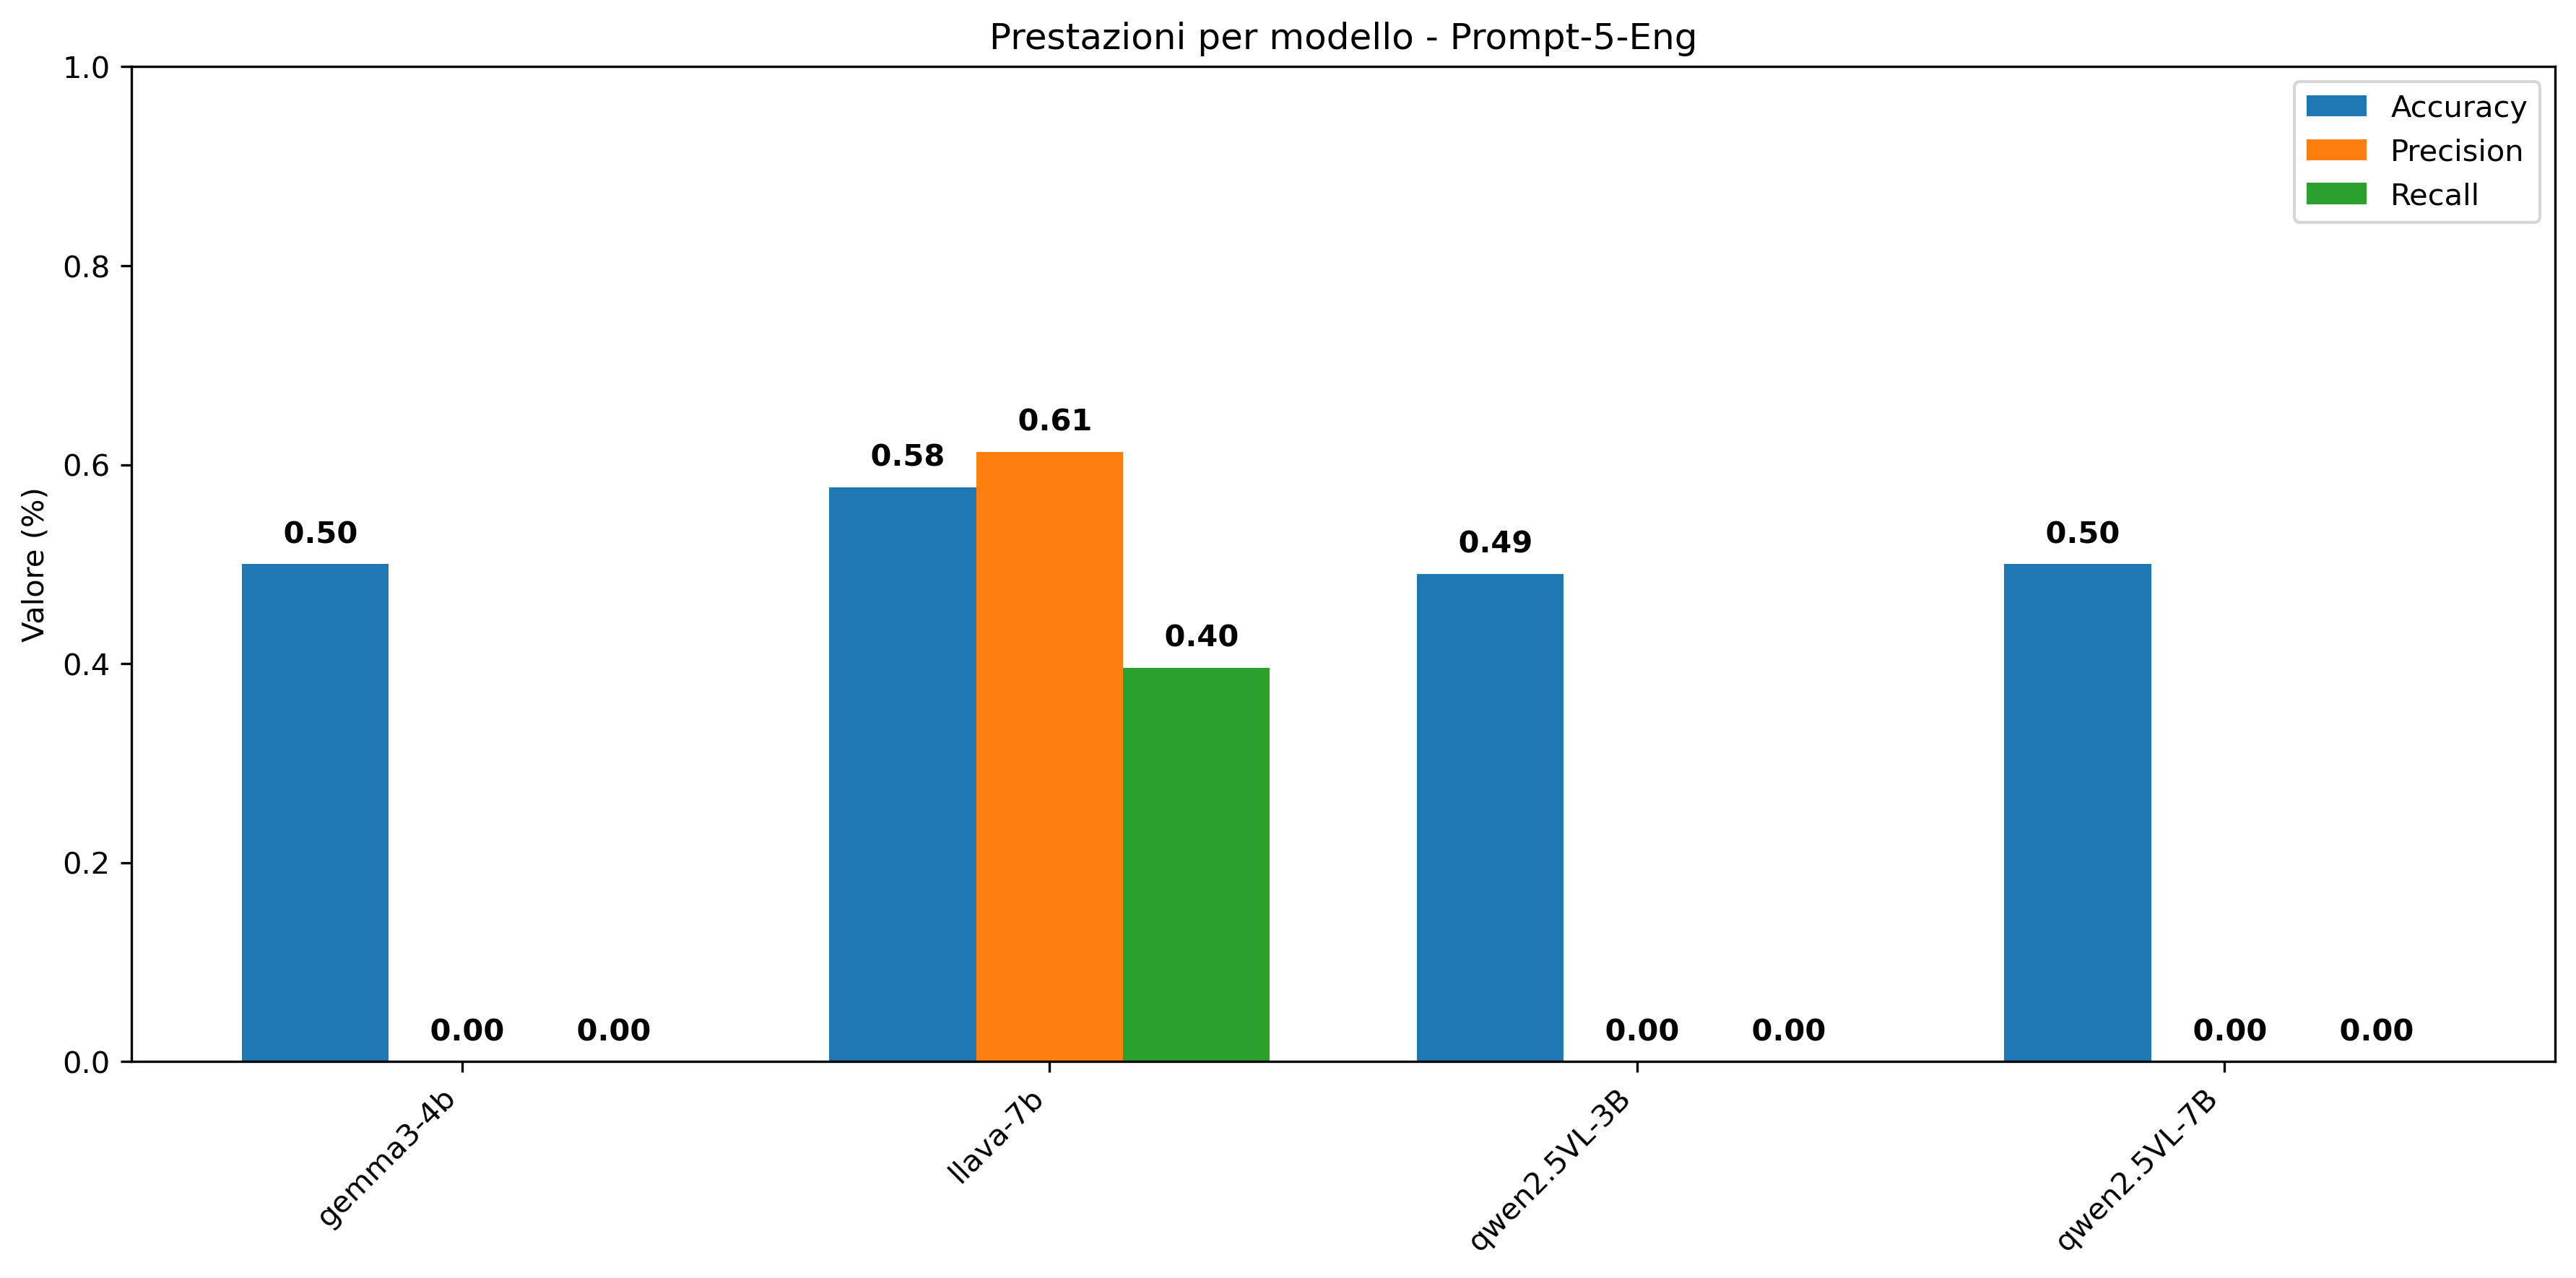 Prestazioni per modello - Prompt-5-Eng
1.0
0.8
0.6
0.4
0.2
0.0
Valore (%)
Accuracy
Precision
Recall
0.50
0.00
0.00
0.58
0.61
0.40
0.49
0.00
0.00
0.50
0.00
0.00
gemma3-4b
llava-7b
qwen2.5VL-3B
qwen2.5VL-7B